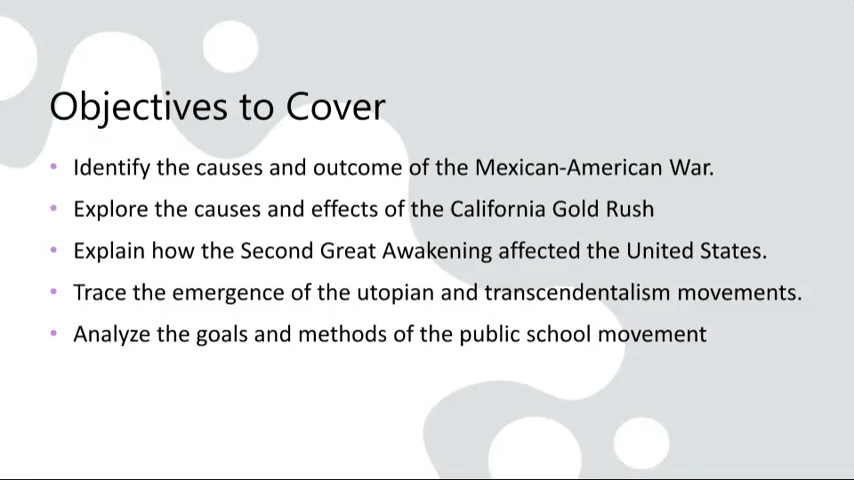 Objectives to Cover
• Identify the causes and outcome of the Mexican-American War.
• Explore the causes and effects of the California Gold Rush
• Explain how the Second Great Awakening affected the United States.
• Trace the emergence of the utopian and transcendentalism movements.
• Analyze the goals and methods of the public school movement